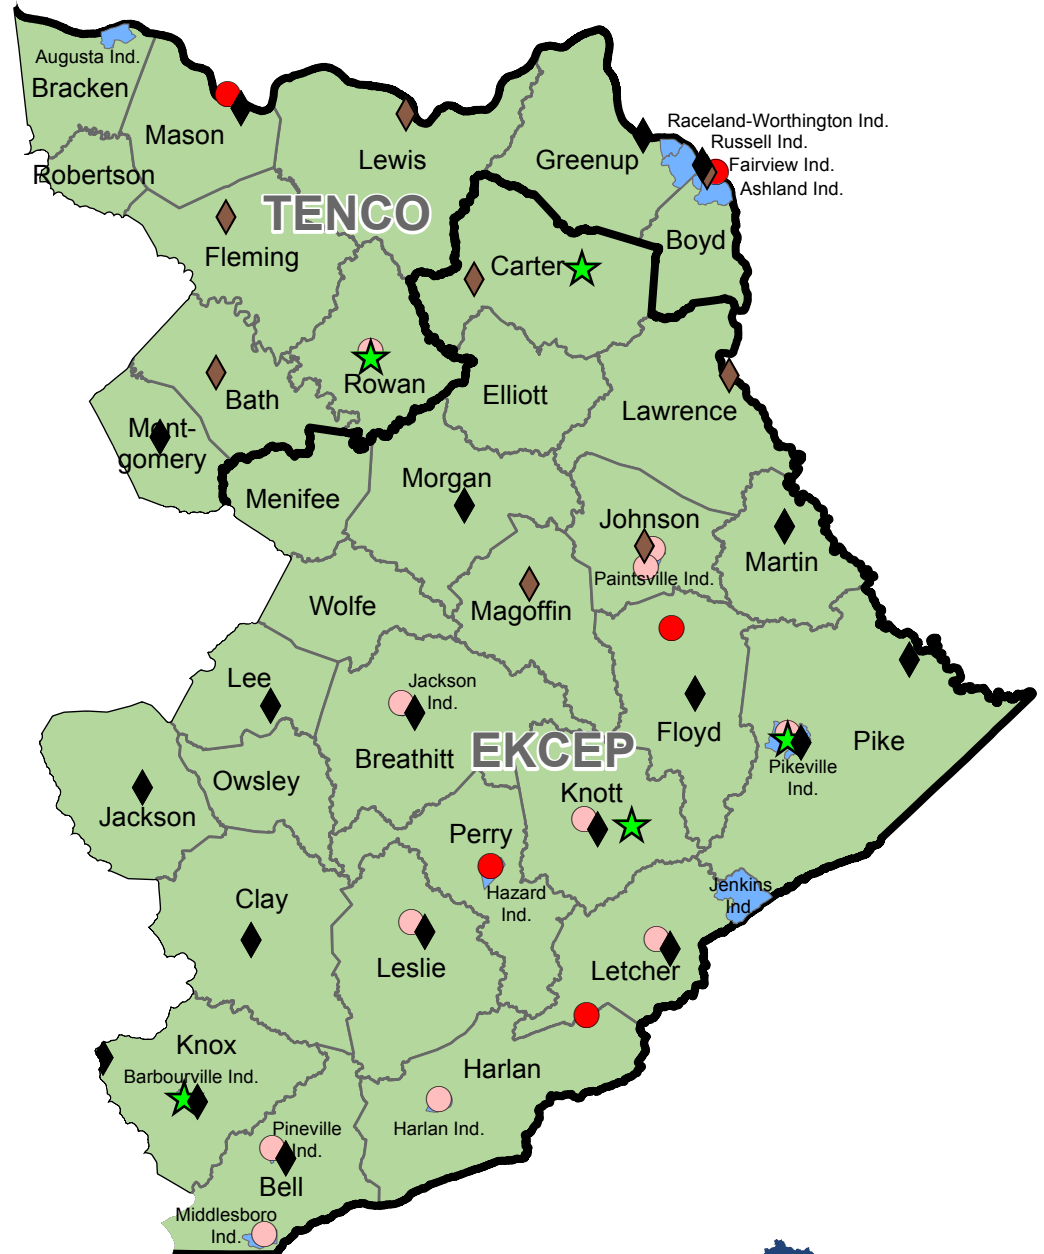 Augusta Ind.
Bracken
Mason
Robertson
Lewis
Greenup
Raceland-Worthington Ind.
Russell Ind.
Fairview Ind.
Ashland Ind.
TENCO
Boyd
Fleming
Carter
Rowan
Bath
Elliott
Lawrence
Mont-
gomery
Menifee
Morgan
Johnson
Martin
Paintsville Ind.
Wolfe
Magoffin
Lee
Jackson
Ind.
Breathitt
EKCEP
Floyd
Pike
Pikeville
Ind.
Owsley
Jackson
Knott
Perry
Hazard
Ind.
Jenkins
Ind.
Clay
Leslie
Letcher
Knox
Barbourville Ind.
Harlan
Harlan Ind.
Pineville
Ind.
Bell
Middlesboro
Ind.